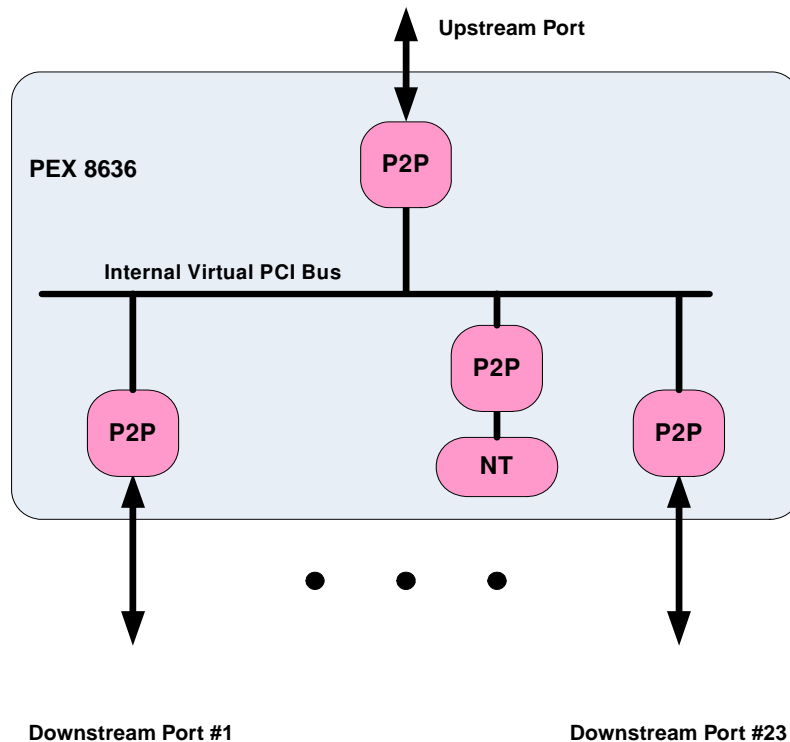 Upstream Port
P2P
PEX 8636
Internal Virtual PCI Bus
P2P
P2P
P2P
NT
Downstream Port #1
Downstream Port #23